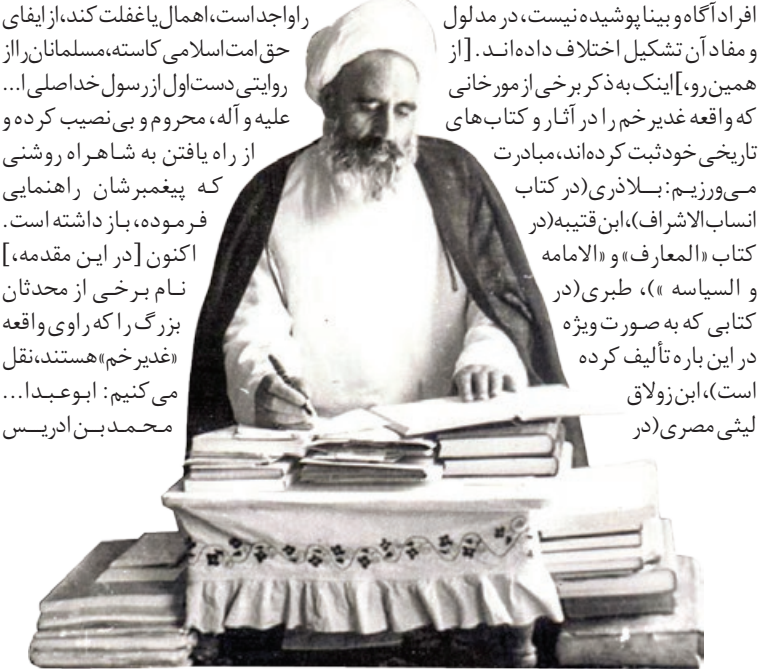 افراد آگاه و بینا پوشیده نیست، در مدلول
و مفاد آن تشکیل اختلاف داده‌اند. [از
همین رو،] اینک به ذکر برخی از مورخانی
که واقعه غدیر خم را در آثار و کتاب‌های
تاریخی خود ثبت کرده‌اند، مبادرت
می‌ورزیم: بلاذری (در کتاب
انساب‌الاشراف)، ابن قتیبه (در
کتاب «المعارف» و «الامامه
و السیاسه »)، طبری (در
کتابی که به صورت ویژه
در این باره تألیف کرده
است)، ابن زولاق
لیثی مصری (در
را واجد است، اهمال یا غفلت کند، از ایفای
حق امت اسلامی کاسته، مسلمانان را از
روایتی دست اول از رسول خدا صلی ا...
علیه و آله، محروم و بی‌نصیب کرده و
از راه یافتن به شاهراه روشنی
که پیغمبرشان راهنمایی
فرموده، باز داشته است.
اکنون [در این مقدمه،]
نام برخی از محدثان
بزرگ را که راوی واقعه
«غدیر خم» هستند، نقل
می کنیم: ابوعبدا...
محمد بن ادریس